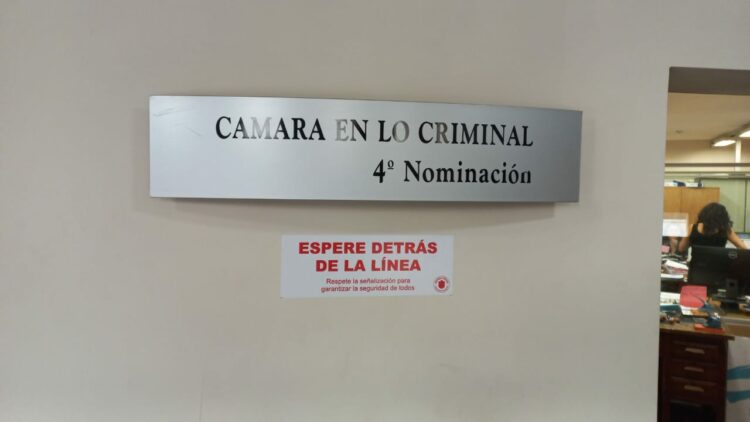 CAMARA EN LO CRIMINAL
4º Nominación
ESPERE DETRÁS
DE LA LÍNEA
Respete la señalización para
garantizar la seguridad de todos